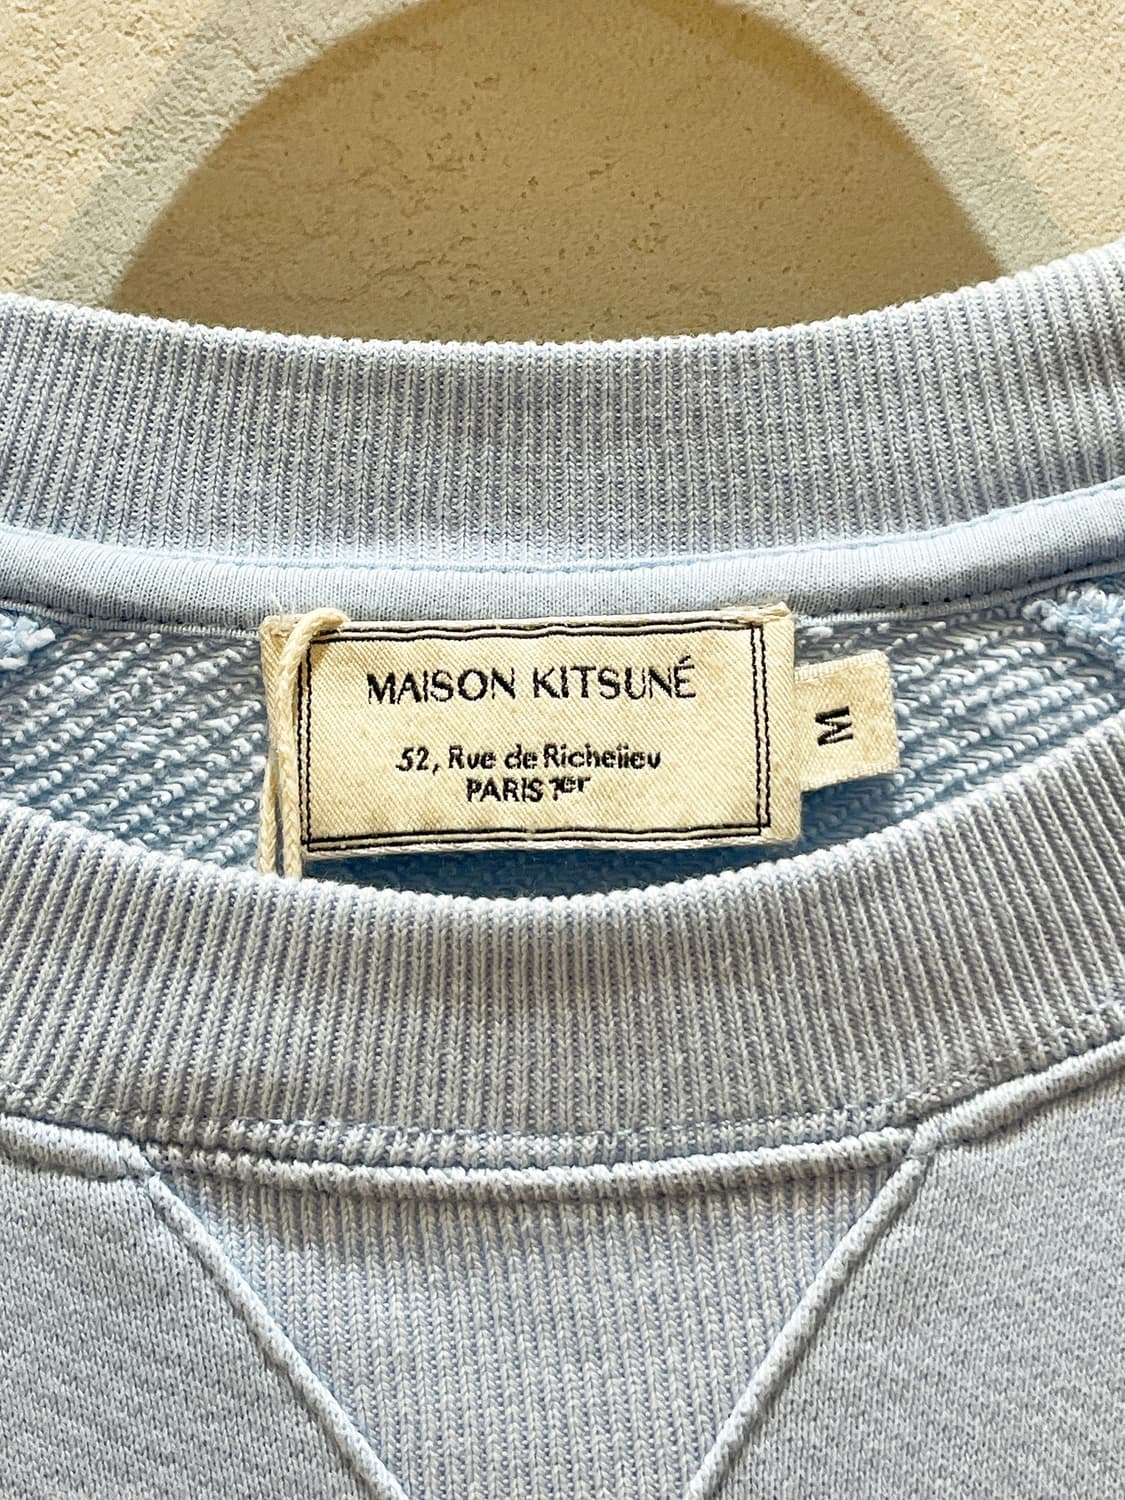 MAISON KITSUNÉ
52, Rue de Richelieu
PARIS 1er
M